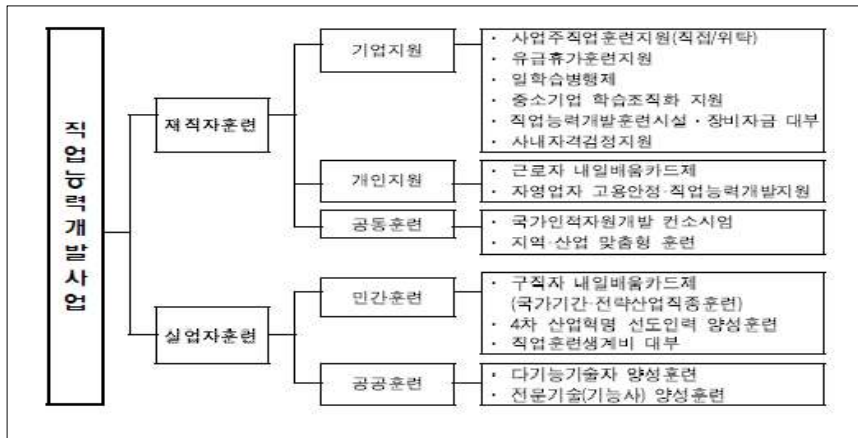 직업능력개발사업
재직자훈련
기업지원
· 사업주직업훈련지원(직접/위탁)
· 유급휴가훈련지원
· 일학습병행제
· 중소기업 학습조직화 지원
· 직업능력개발훈련시설·장비자금 대부
· 사내자격검정지원
개인지원
· 근로자 내일배움카드제
· 자영업자 고용안정·직업능력개발지원
공동훈련
· 국가인적자원개발 컨소시엄
· 지역·산업 맞춤형 훈련
실업자훈련
민간훈련
· 구직자 내일배움카드제
(국가기간·전략산업직종훈련)
· 4차 산업혁명 선도인력 양성훈련
· 직업훈련생계비 대부
공공훈련
· 다기능기술자 양성훈련
· 전문기술(기능사) 양성훈련